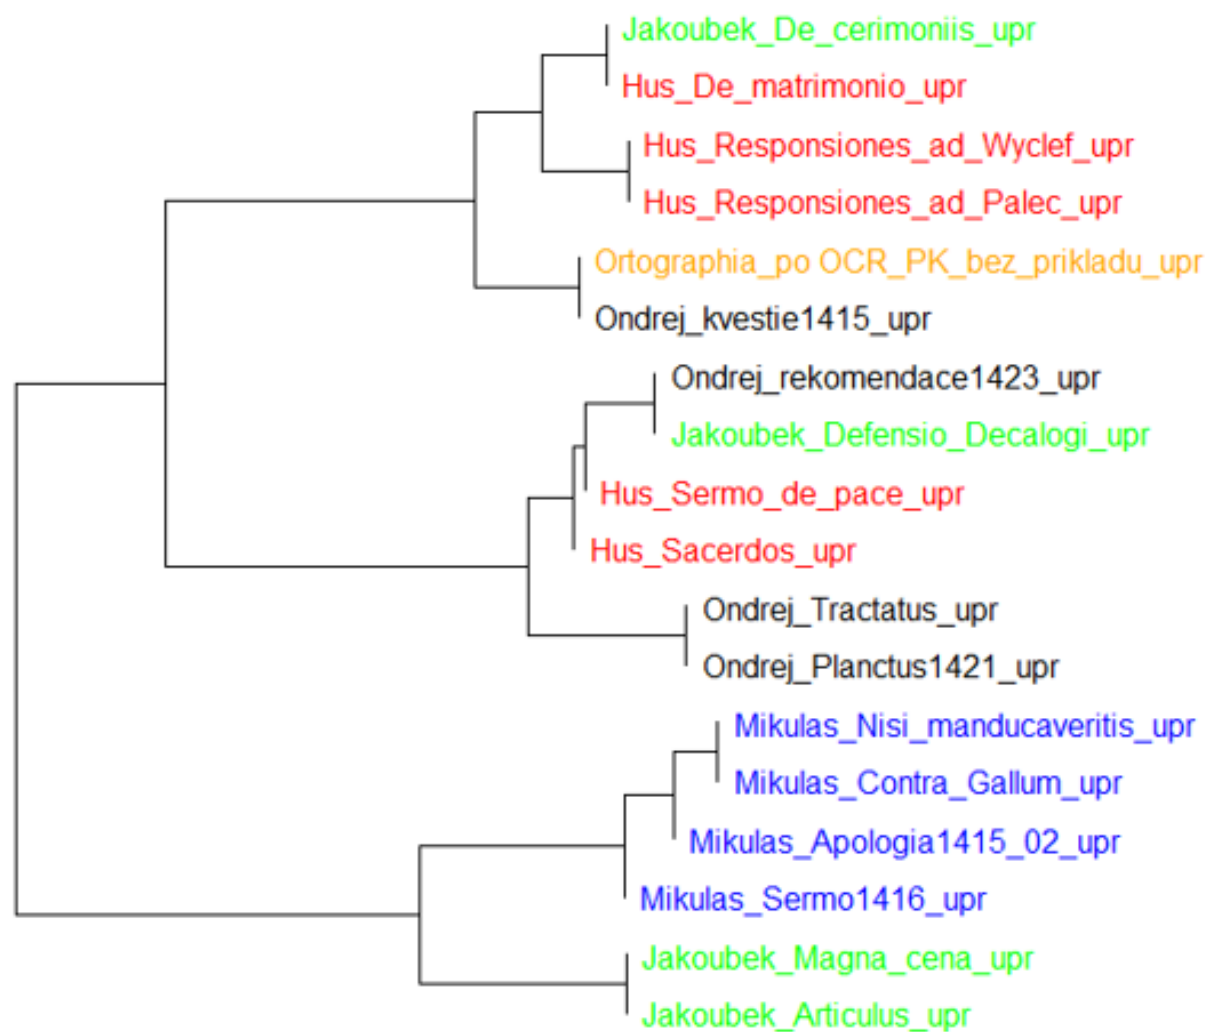 Jakoubek_De_cerimoniis_upr
Hus_De_matrimonio_upr
Hus_Responsiones_ad_Wyclef_upr
Hus_Responsiones_ad_Palec_upr
Ortographia_po OCR_PK_bez_prikladu_upr
Ondrej_kvestie1415_upr
Ondrej_rekomendace1423_upr
Jakoubek_Defensio_Decalogi_upr
Hus_Sermo_de_pace_upr
Hus_Sacerdos_upr
Ondrej_Tractatus_upr
Ondrej_Planctus1421_upr
Mikulas_Nisi_manducaveritis_upr
Mikulas_Contra_Gallum_upr
Mikulas_Apologia1415_02_upr
Mikulas_Sermo1416_upr
Jakoubek_Magna_cena_upr
Jakoubek_Articulus_upr